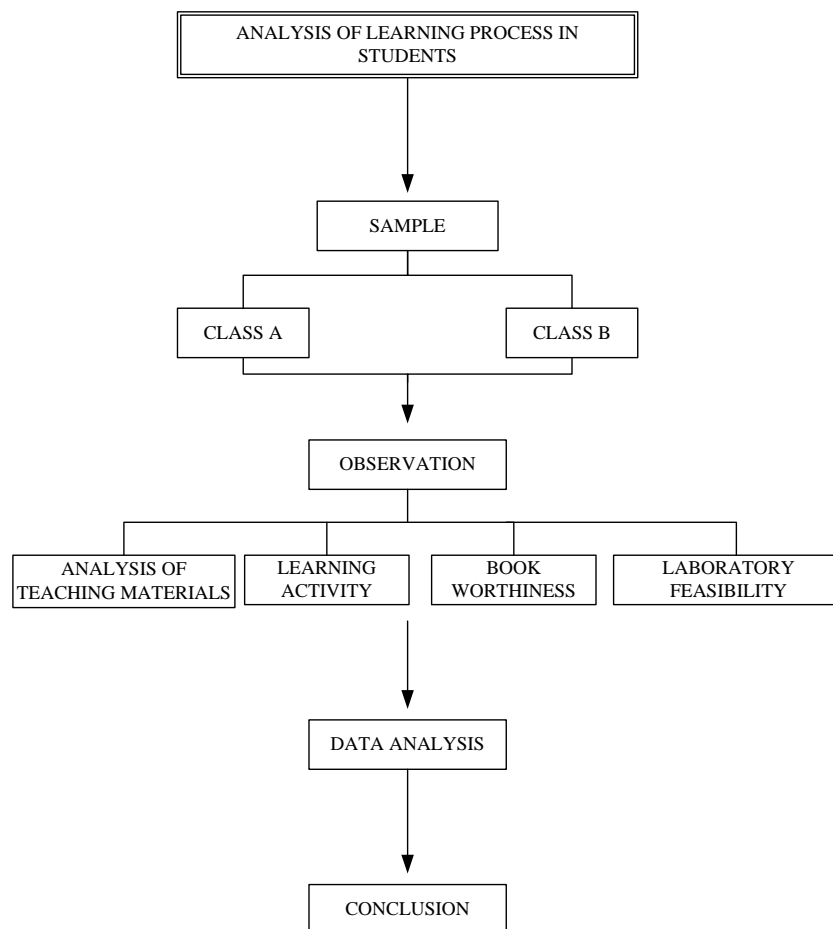 ANALYSIS OF LEARNING PROCESS IN
STUDENTS
SAMPLE
CLASS A
CLASS B
OBSERVATION
ANALYSIS OF
TEACHING MATERIALS
LEARNING
ACTIVITY
BOOK
WORTHINESS
LABORATORY
FEASIBILITY
DATA ANALYSIS
CONCLUSION